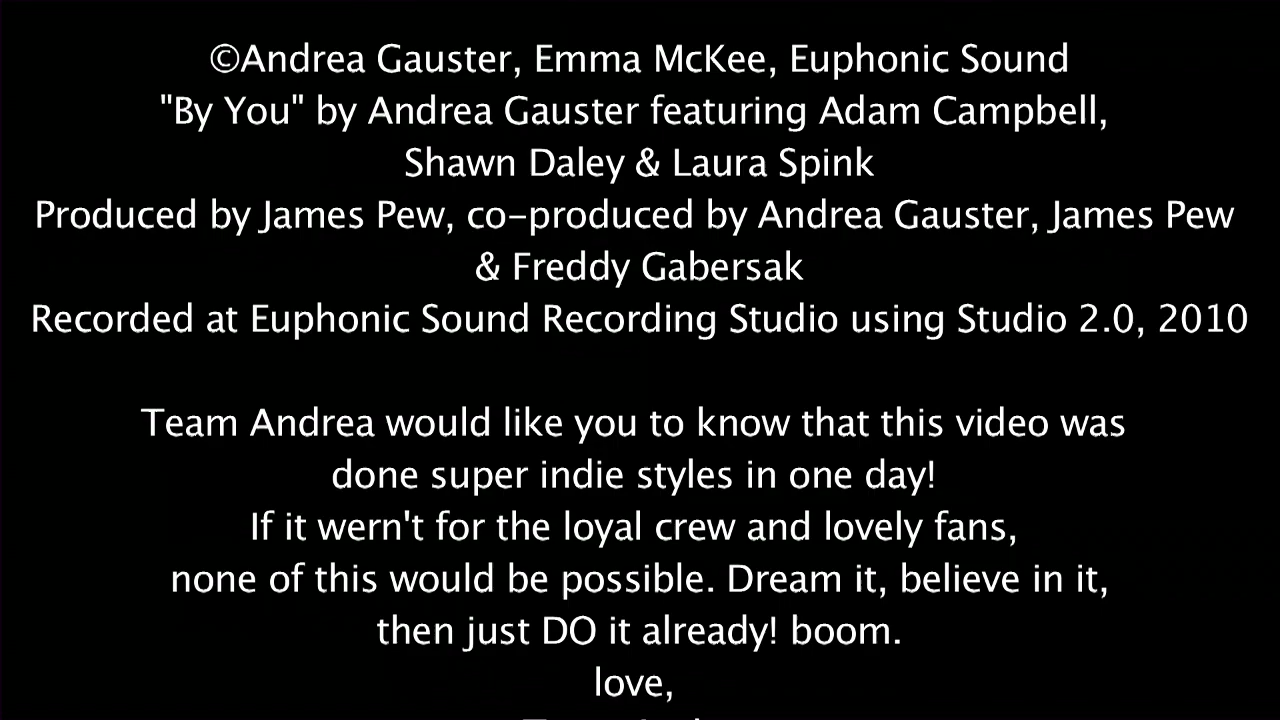 ©Andrea Gauster, Emma McKee, Euphonic Sound
"By You" by Andrea Gauster featuring Adam Campbell,
Shawn Daley & Laura Spink
Produced by James Pew, co-produced by Andrea Gauster, James Pew
& Freddy Gabersak
Recorded at Euphonic Sound Recording Studio using Studio 2.0, 2010
Team Andrea would like you to know that this video was
done super indie styles in one day!
If it wern't for the loyal crew and lovely fans,
none of this would be possible. Dream it, believe in it,
then just DO it already! boom.
love,